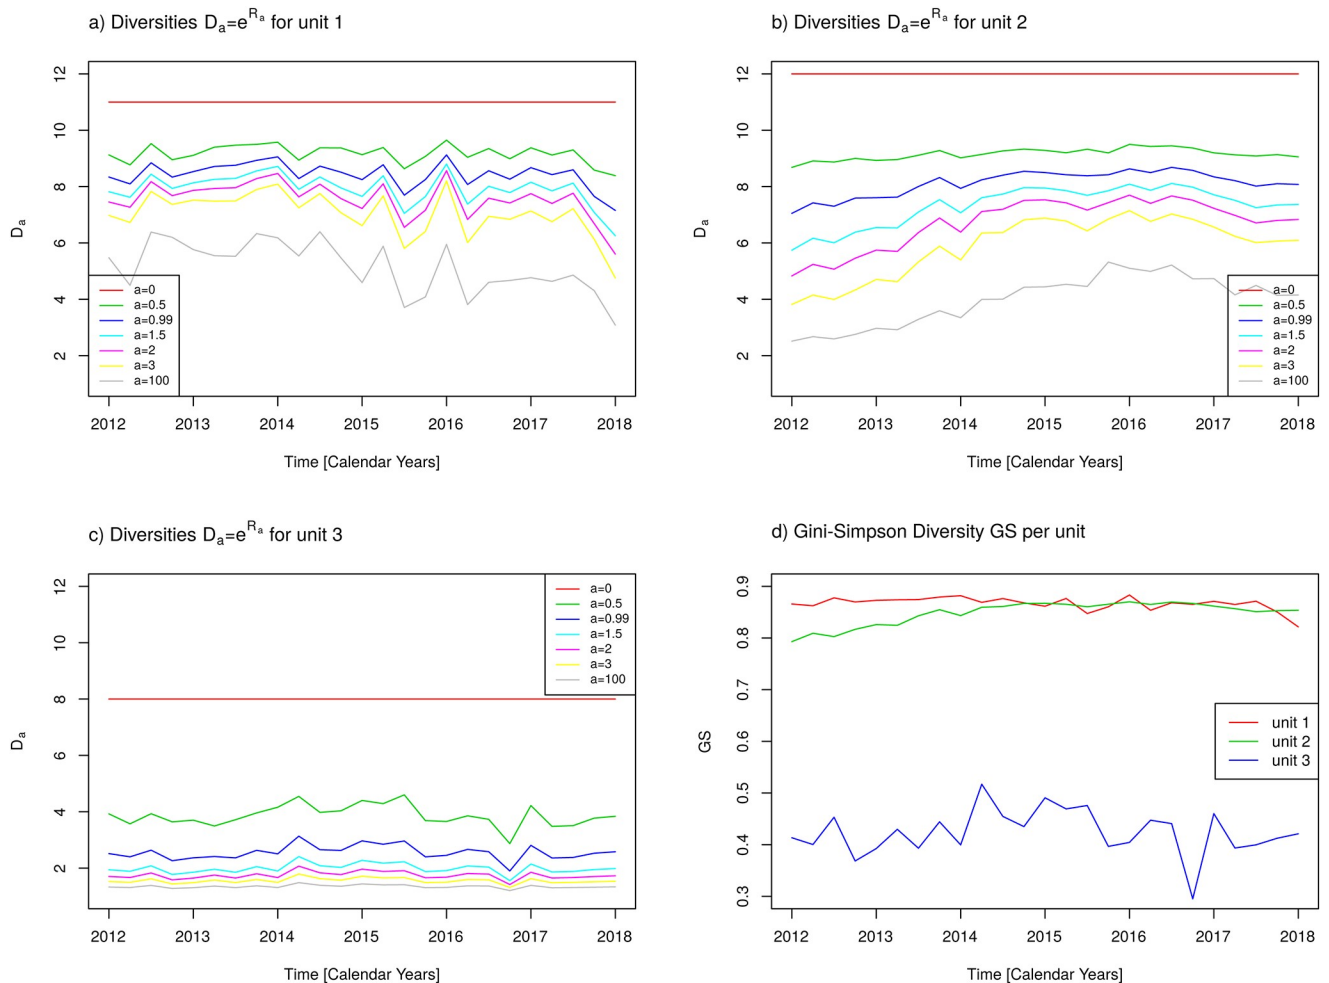 a) Diversities Dₐ=e^Rₐ for unit 1
Dₐ
12
10
8
6
4
2
a=0
a=0.5
a=0.99
a=1.5
a=2
a=3
a=100
2012 2013 2014 2015 2016 2017 2018
Time [Calendar Years]
b) Diversities Dₐ=e^Rₐ for unit 2
Dₐ
12
10
8
6
4
2
a=0
a=0.5
a=0.99
a=1.5
a=2
a=3
a=100
2012 2013 2014 2015 2016 2017 2018
Time [Calendar Years]
c) Diversities Dₐ=e^Rₐ for unit 3
Dₐ
12
10
8
6
4
2
a=0
a=0.5
a=0.99
a=1.5
a=2
a=3
a=100
2012 2013 2014 2015 2016 2017 2018
Time [Calendar Years]
d) Gini-Simpson Diversity GS per unit
GS
0.9
0.8
0.7
0.6
0.5
0.4
0.3
unit 1
unit 2
unit 3
2012 2013 2014 2015 2016 2017 2018
Time [Calendar Years]